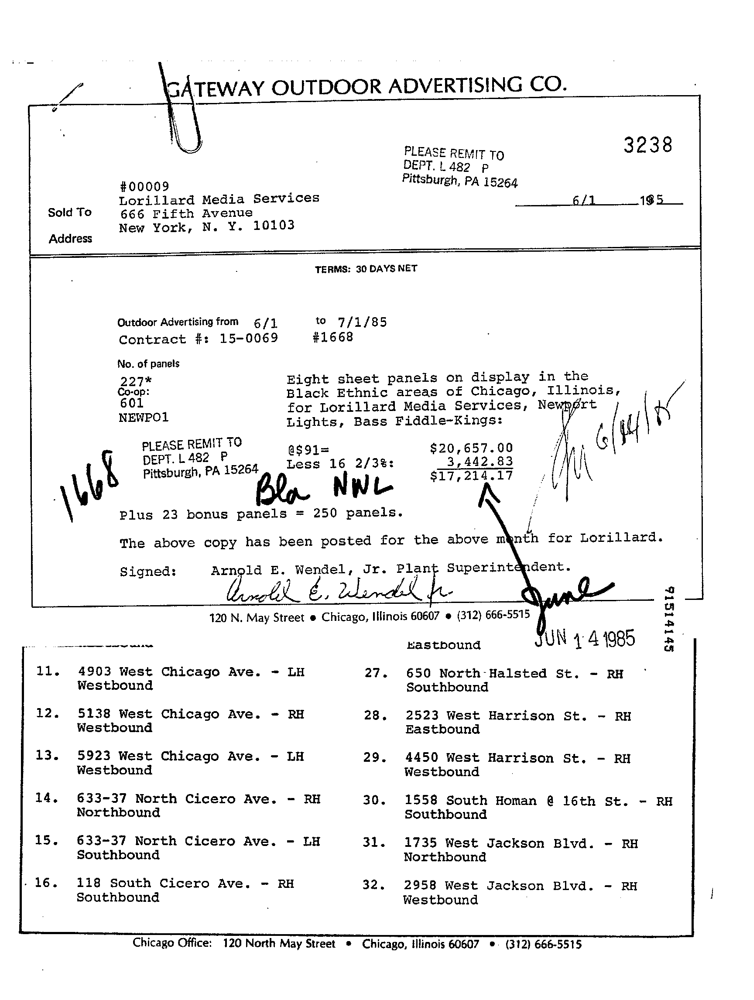 GATEWAY OUTDOOR ADVERTISING CO.
3238
PLEASE REMIT TO
DEPT. L 482 P
Pittsburgh, PA 15264
6/1 1985
#00009
Sold To Lorillard Media Services
666 Fifth Avenue
Address New York, N. Y. 10103
TERMS: 30 DAYS NET
Outdoor Advertising from 6/1 to 7/1/85
Contract #: 15-0069 #1668
No. of panels
227* Eight sheet panels on display in the
Co-op: Black Ethnic areas of Chicago, Illinois,
601 for Lorillard Media Services, Newport
NEWPO1 Lights, Bass Fiddle-Kings:
PLEASE REMIT TO
DEPT. L 482 P
Pittsburgh, PA 15264
@$91= $20,657.00
Less 16 2/3%: 3,442.83
$17,214.17
1668
Bla NWL
6/14/85
Plus 23 bonus panels = 250 panels.
The above copy has been posted for the above month for Lorillard.
Signed: Arnold E. Wendel, Jr. Plant Superintendent.
Arnold E. Wendel Jr
June
120 N. May Street • Chicago, Illinois 60607 • (312) 666-5515
JUN 14 1985
91514145
Eastbound
11. 4903 West Chicago Ave. - LH
Westbound
12. 5138 West Chicago Ave. - RH
Westbound
13. 5923 West Chicago Ave. - LH
Westbound
14. 633-37 North Cicero Ave. - RH
Northbound
15. 633-37 North Cicero Ave. - LH
Southbound
16. 118 South Cicero Ave. - RH
Southbound
27. 650 North Halsted St. - RH
Southbound
28. 2523 West Harrison St. - RH
Eastbound
29. 4450 West Harrison St. - RH
Westbound
30. 1558 South Homan @ 16th St. - RH
Southbound
31. 1735 West Jackson Blvd. - RH
Northbound
32. 2958 West Jackson Blvd. - RH
Westbound
Chicago Office: 120 North May Street • Chicago, Illinois 60607 • (312) 666-5515